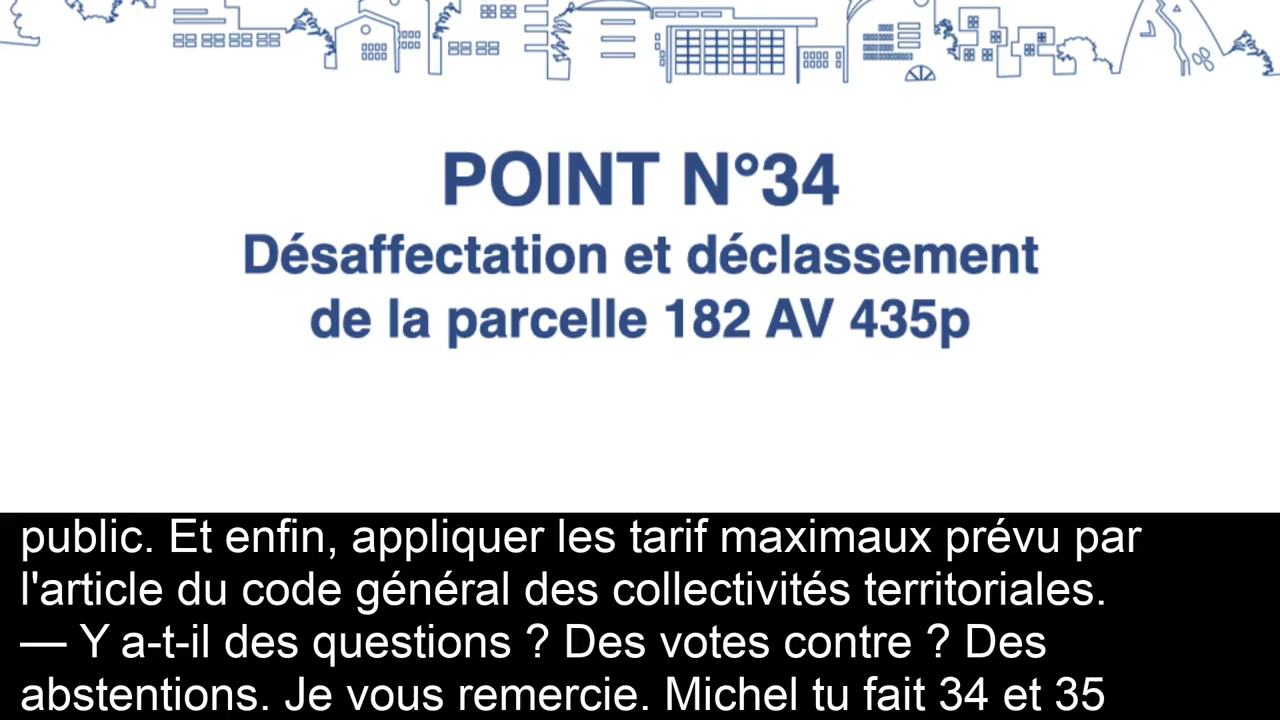 POINT N°34
Désaffectation et déclassement
de la parcelle 182 AV 435p
public. Et enfin, appliquer les tarif maximaux prévu par
l'article du code général des collectivités territoriales.
— Y a-t-il des questions ? Des votes contre ? Des
abstentions. Je vous remercie. Michel tu fait 34 et 35